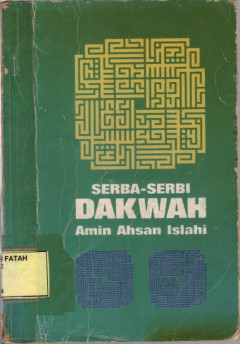 SERBA-SERBI
DAKWAH
Amin Ahsan Islahi
FATAH